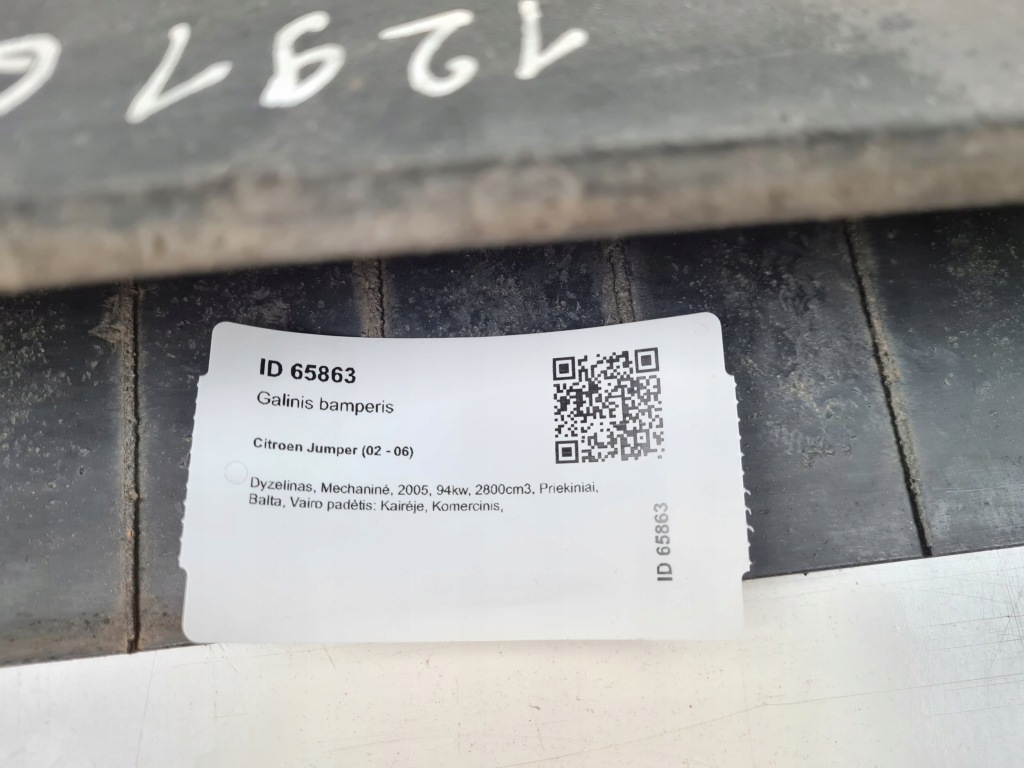 ID 65863
Galinis bamperis
Citroen Jumper (02 - 06)
Dyzelinas, Mechaninė, 2005, 94kw, 2800cm3, Priekiniai,
Balta, Vairo padėtis: Kairėje, Komercinis,
ID 65863